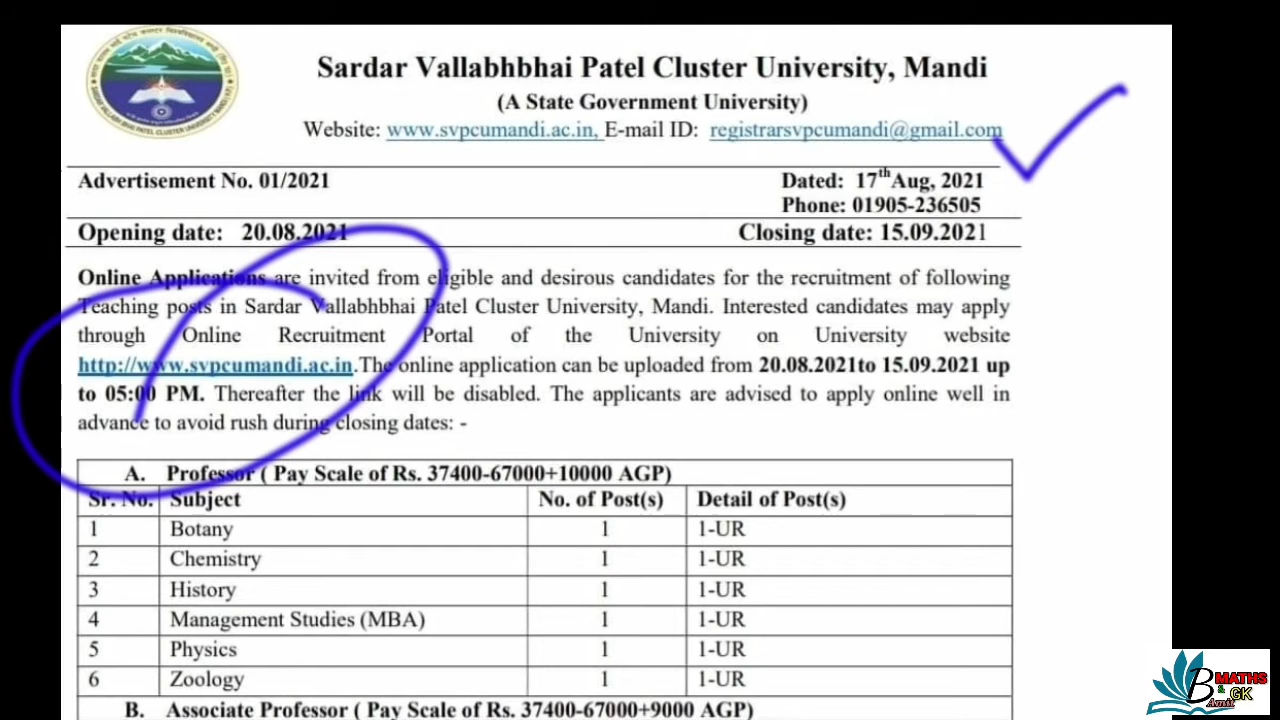 Sardar Vallabhbhai Patel Cluster University, Mandi
(A State Government University)
Website: www.svpcumandi.ac.in, E-mail ID: registrarsvpcumandi@gmail.com
Advertisement No. 01/2021 Dated: 17th Aug, 2021
Phone: 01905-236505
Opening date: 20.08.2021 Closing date: 15.09.2021
Online Applications are invited from eligible and desirous candidates for the recruitment of following
Teaching posts in Sardar Vallabhbhai Patel Cluster University, Mandi. Interested candidates may apply
through Online Recruitment Portal of the University on University website
http://www.svpcumandi.ac.in.The online application can be uploaded from 20.08.2021to 15.09.2021 up
to 05:00 PM. Thereafter the link will be disabled. The applicants are advised to apply online well in
advance to avoid rush during closing dates: -
A. Professor ( Pay Scale of Rs. 37400-67000+10000 AGP)
Sr. No. Subject No. of Post(s) Detail of Post(s)
1 Botany 1 1-UR
2 Chemistry 1 1-UR
3 History 1 1-UR
4 Management Studies (MBA) 1 1-UR
5 Physics 1 1-UR
6 Zoology 1 1-UR
B. Associate Professor ( Pay Scale of Rs. 37400-67000+9000 AGP)
B MATHS
& GK
Amit